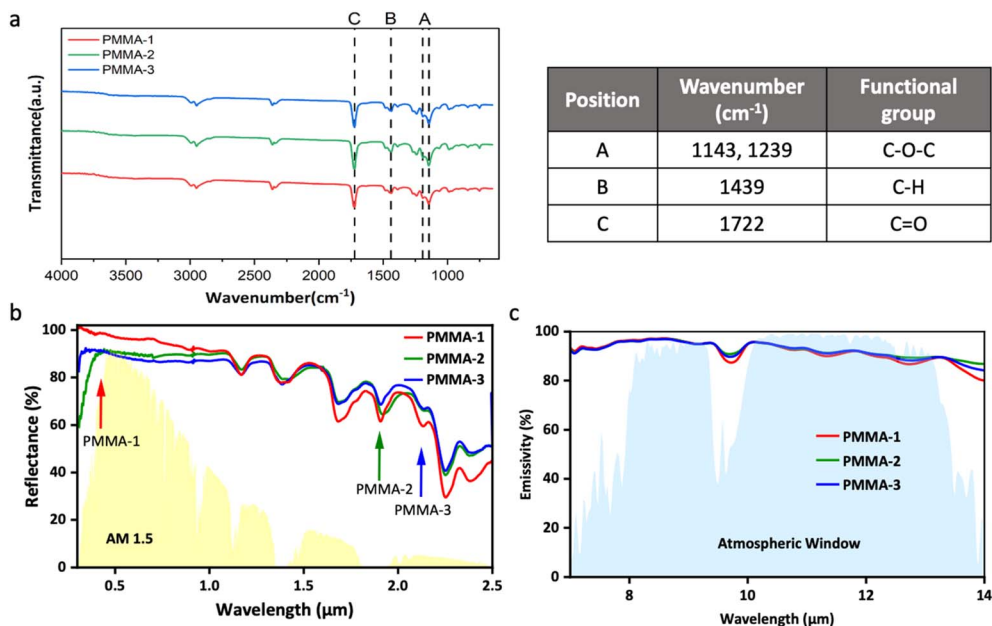 a
C B A
PMMA-1
PMMA-2
PMMA-3
Transmittance(a.u.)
4000 3500 3000 2500 2000 1500 1000
Wavenumber(cm⁻¹)
Position Wavenumber (cm⁻¹) Functional group
A 1143, 1239 C-O-C
B 1439 C-H
C 1722 C=O
b
100
80
60
40
20
0
Reflectance (%)
PMMA-1
PMMA-2
PMMA-3
PMMA-1
PMMA-2
PMMA-3
AM 1.5
0.5 1.0 1.5 2.0 2.5
Wavelength (μm)
c
100
80
60
40
20
0
Emissivity (%)
PMMA-1
PMMA-2
PMMA-3
Atmospheric Window
8 10 12 14
Wavelength (μm)